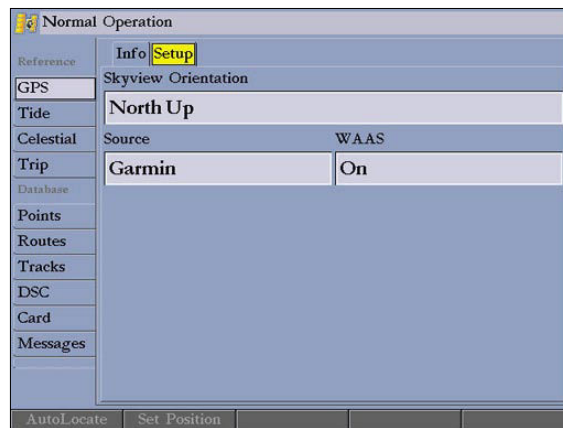 Normal Operation
Reference
GPS
Tide
Celestial
Trip
Database
Points
Routes
Tracks
DSC
Card
Messages
Info Setup
Skyview Orientation
North Up
Source WAAS
Garmin On
AutoLocate Set Position